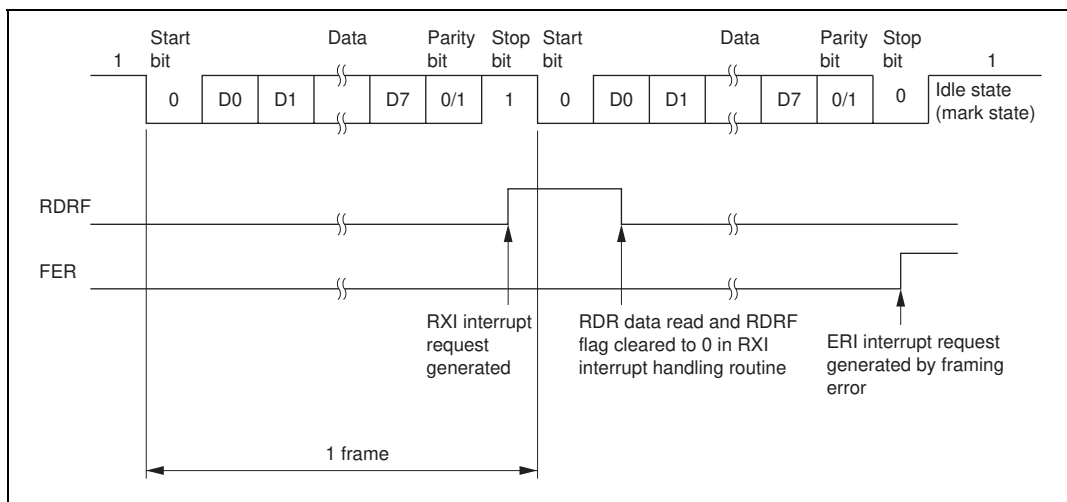 Start bit
Data
Parity bit
Stop bit
Start bit
Data
Parity bit
Stop bit
1
1
0
D0
D1
D7
0/1
1
0
D0
D1
D7
0/1
0
Idle state
(mark state)
RDRF
FER
RXI interrupt
request
generated
RDR data read and RDRF
flag cleared to 0 in RXI
interrupt handling routine
ERI interrupt request
generated by framing
error
1 frame